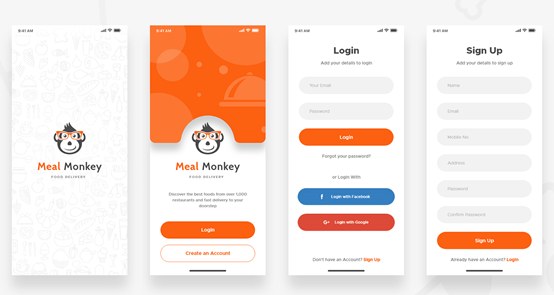 9:41 AM
Meal Monkey
FOOD DELIVERY
9:41 AM
Meal Monkey
FOOD DELIVERY
Discover the best foods from over 1,000
restaurants and fast delivery to your
doorstep
Login
Create an Account
9:41 AM
Login
Add your details to login
Your Email
Password
Login
Forgot your password?
or Login With
f Login with Facebook
G+ Login with Google
Don't have an Account? Sign Up
9:41 AM
Sign Up
Add your details to sign up
Name
Email
Mobile No
Address
Password
Confirm Password
Sign Up
Already have an Account? Login